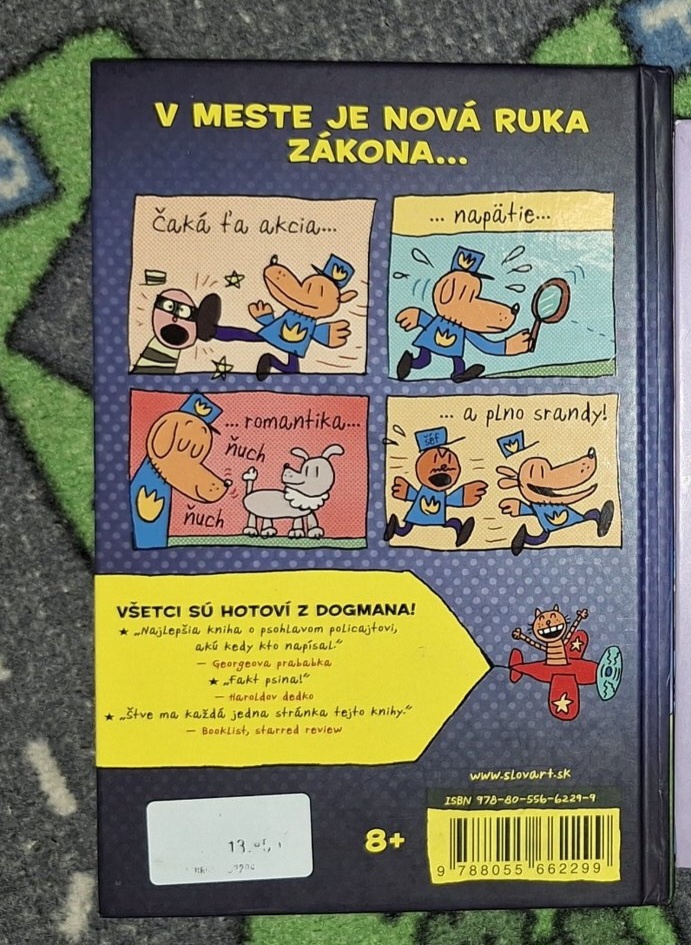 V MESTE JE NOVÁ RUKA
ZÁKONA...
čaká ťa akcia...
... napätie...
... romantika...
ňuch
ňuch
... a plno srandy!
šéf
VŠETCI SÚ HOTOVÍ Z DOGMANA!
★ „Najlepšia kniha o psohlavom policajtovi,
akú kedy kto napísal.“
– Georgeova prababka
★ „Fakt psina!“
– Haroldov dedko
★ „Štve ma každá jedna stránka tejto knihy.“
– Booklist, starred review
www.slovart.sk
ISBN 978-80-556-6229-9
8+
9 788055 662299